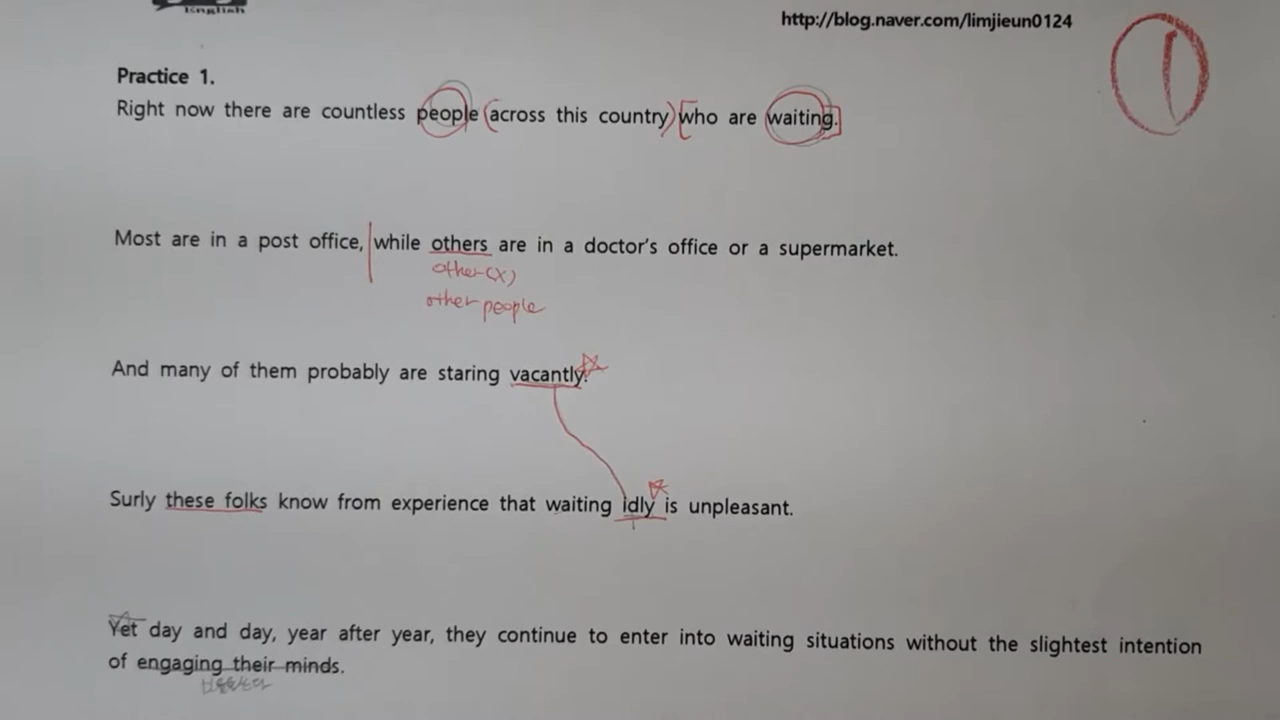 English
http://blog.naver.com/limjieun0124
1
Practice 1.
Right now there are countless people (across this country) [who are waiting.]
Most are in a post office, while others are in a doctor's office or a supermarket.
other(X)
other people
And many of them probably are staring vacantly.
Surly these folks know from experience that waiting idly is unpleasant.
Yet day and day, year after year, they continue to enter into waiting situations without the slightest intention
of engaging their minds.